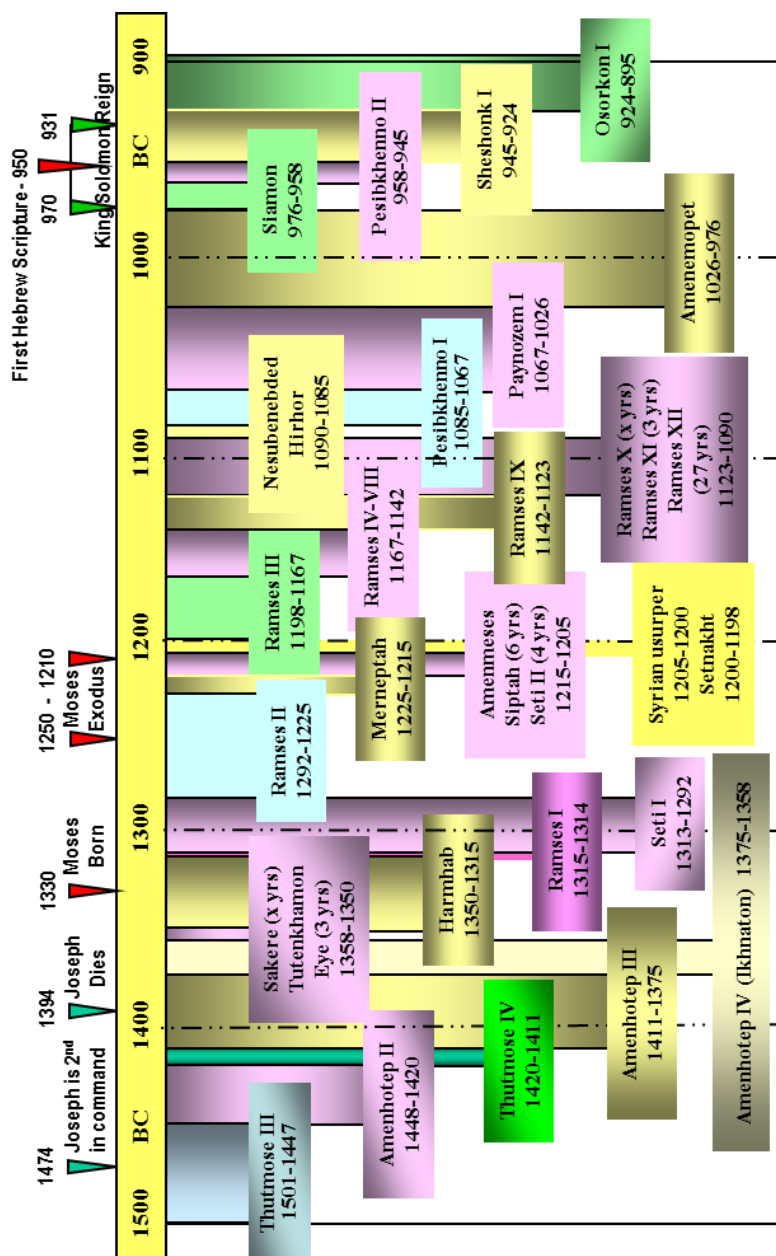 First Hebrew Scripture - 950
1474
Joseph is 2nd
in command
1394
Joseph
Dies
1330
Moses
Born
1250 - 1210
Moses
Exodus
970
931
King Solomon Reign
1500
BC
1400
1300
1200
1100
1000
BC
900
Thutmose III
1501-1447
Amenhotep II
1448-1420
Thutmose IV
1420-1411
Amenhotep III
1411-1375
Amenhotep IV (Ikhnaton) 1375-1358
Sakere (x yrs)
Tutenkhamon
Eye (3 yrs)
1358-1350
Harmhab
1350-1315
Ramses I
1315-1314
Seti I
1313-1292
Ramses II
1292-1225
Merneptah
1225-1215
Amenmeses
Siptah (6 yrs)
Seti II (4 yrs)
1215-1205
Syrian usurper
1205-1200
Setnakht
1200-1198
Ramses III
1198-1167
Ramses IV-VIII
1167-1142
Ramses IX
1142-1123
Ramses X (x yrs)
Ramses XI (3 yrs)
Ramses XII
(27 yrs)
1123-1090
Nesubenebded
Hirhor
1090-1085
Pesibkhenno I
1085-1067
Paynozem I
1067-1026
Amenemopet
1026-976
Siamon
976-958
Pesibkhenno II
958-945
Sheshonk I
945-924
Osorkon I
924-895